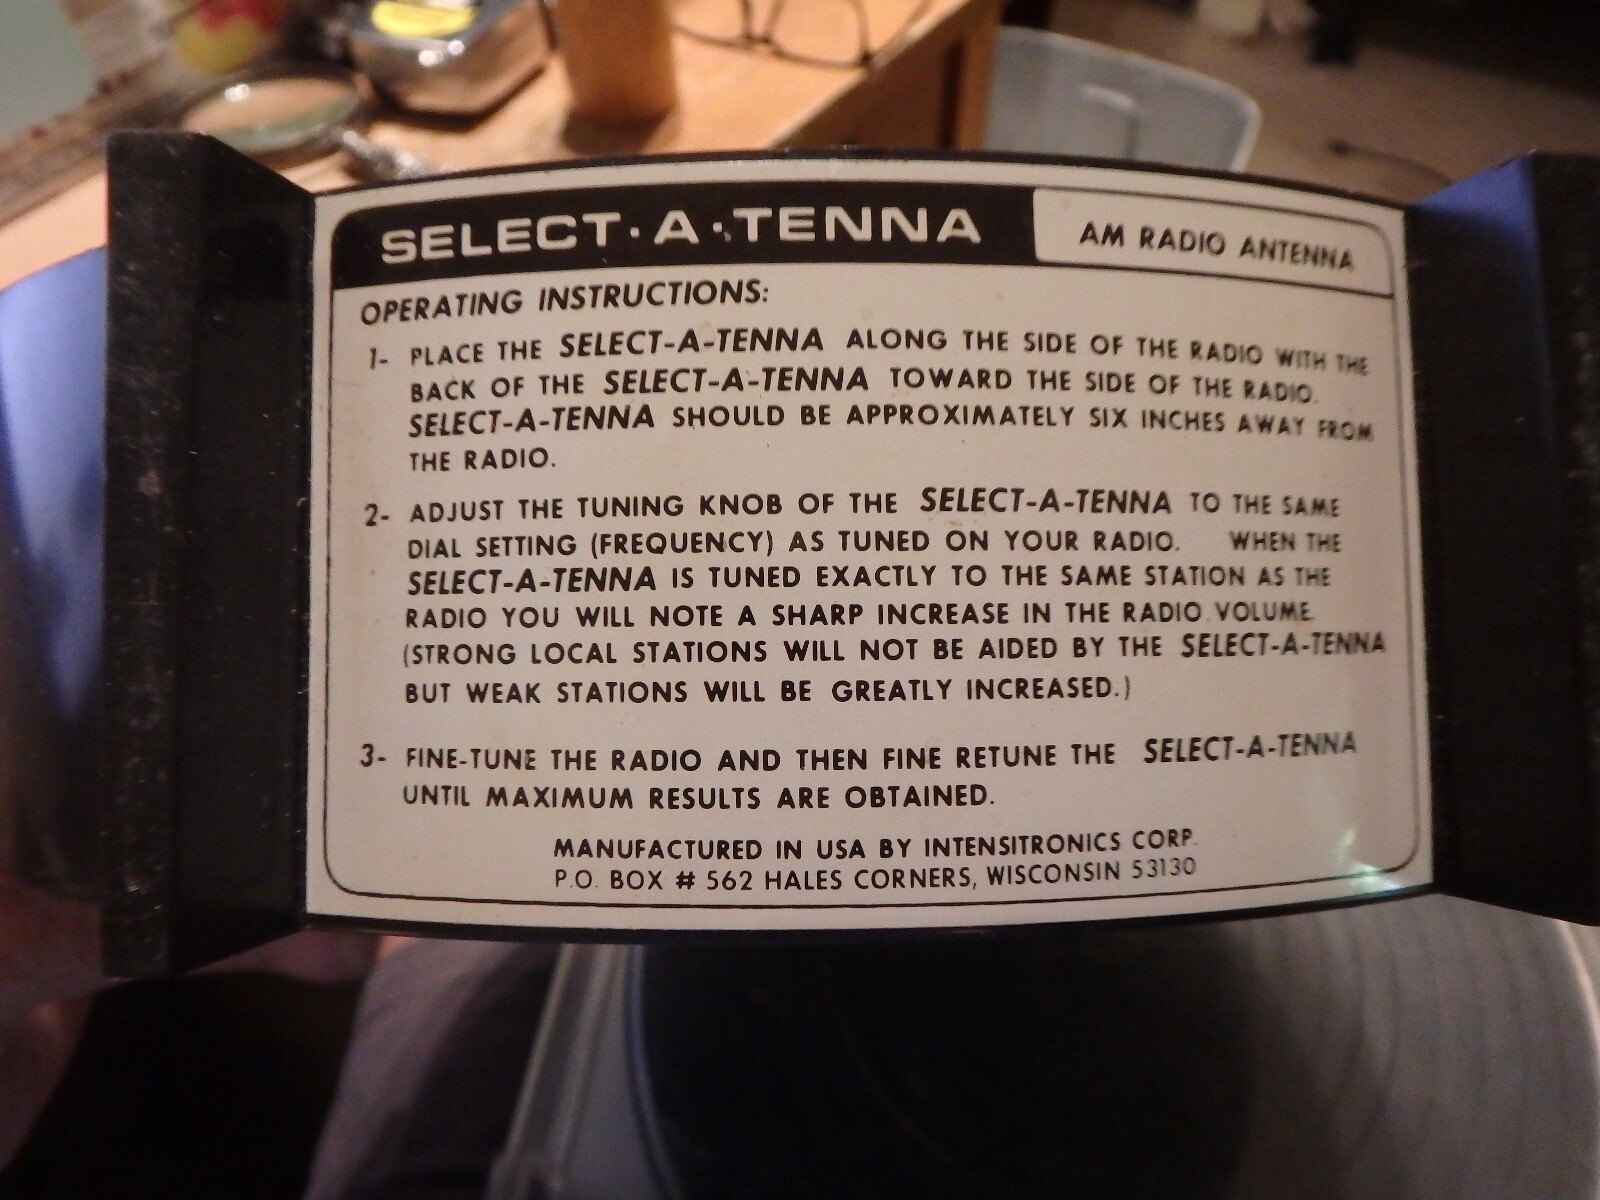 SELECT·A·TENNA
AM RADIO ANTENNA
OPERATING INSTRUCTIONS:
1- PLACE THE SELECT-A-TENNA ALONG THE SIDE OF THE RADIO WITH THE
BACK OF THE SELECT-A-TENNA TOWARD THE SIDE OF THE RADIO.
SELECT-A-TENNA SHOULD BE APPROXIMATELY SIX INCHES AWAY FROM
THE RADIO.
2- ADJUST THE TUNING KNOB OF THE SELECT-A-TENNA TO THE SAME
DIAL SETTING (FREQUENCY) AS TUNED ON YOUR RADIO. WHEN THE
SELECT-A-TENNA IS TUNED EXACTLY TO THE SAME STATION AS THE
RADIO YOU WILL NOTE A SHARP INCREASE IN THE RADIO VOLUME.
(STRONG LOCAL STATIONS WILL NOT BE AIDED BY THE SELECT-A-TENNA
BUT WEAK STATIONS WILL BE GREATLY INCREASED.)
3- FINE-TUNE THE RADIO AND THEN FINE RETUNE THE SELECT-A-TENNA
UNTIL MAXIMUM RESULTS ARE OBTAINED.
MANUFACTURED IN USA BY INTENSITRONICS CORP.
P.O. BOX # 562 HALES CORNERS, WISCONSIN 53130